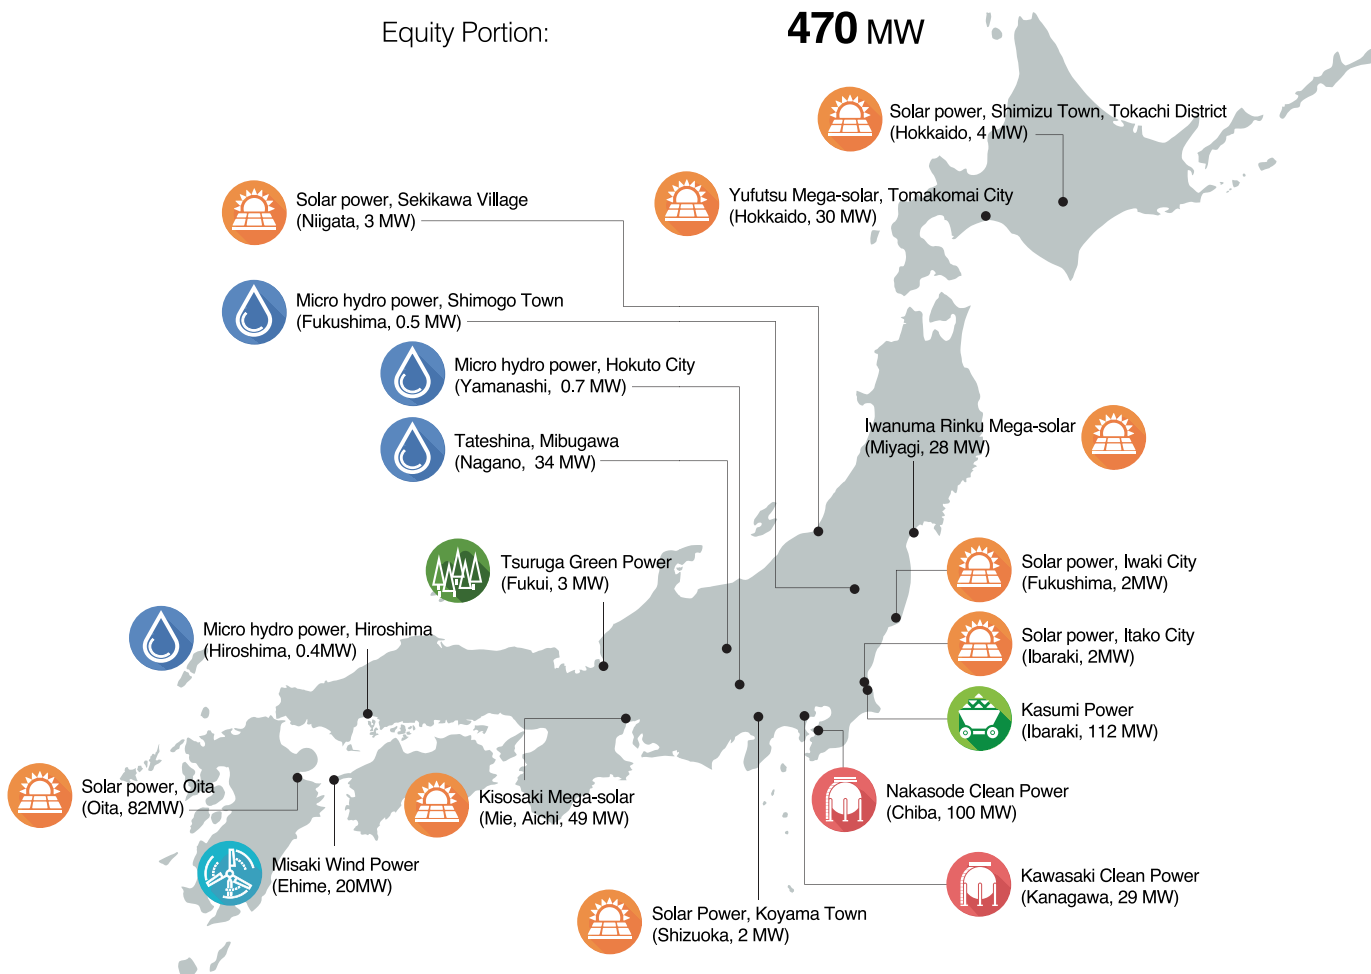 Equity Portion: 470 MW
Solar power, Shimizu Town, Tokachi District
(Hokkaido, 4 MW)
Solar power, Sekikawa Village
(Niigata, 3 MW)
Yufutsu Mega-solar, Tomakomai City
(Hokkaido, 30 MW)
Micro hydro power, Shimogo Town
(Fukushima, 0.5 MW)
Micro hydro power, Hokuto City
(Yamanashi, 0.7 MW)
Tateshina, Mibugawa
(Nagano, 34 MW)
Iwanuma Rinku Mega-solar
(Miyagi, 28 MW)
Tsuruga Green Power
(Fukui, 3 MW)
Solar power, Iwaki City
(Fukushima, 2MW)
Micro hydro power, Hiroshima
(Hiroshima, 0.4MW)
Solar power, Itako City
(Ibaraki, 2MW)
Kasumi Power
(Ibaraki, 112 MW)
Solar power, Oita
(Oita, 82MW)
Kisosaki Mega-solar
(Mie, Aichi, 49 MW)
Nakasode Clean Power
(Chiba, 100 MW)
Misaki Wind Power
(Ehime, 20MW)
Kawasaki Clean Power
(Kanagawa, 29 MW)
Solar Power, Koyama Town
(Shizuoka, 2 MW)